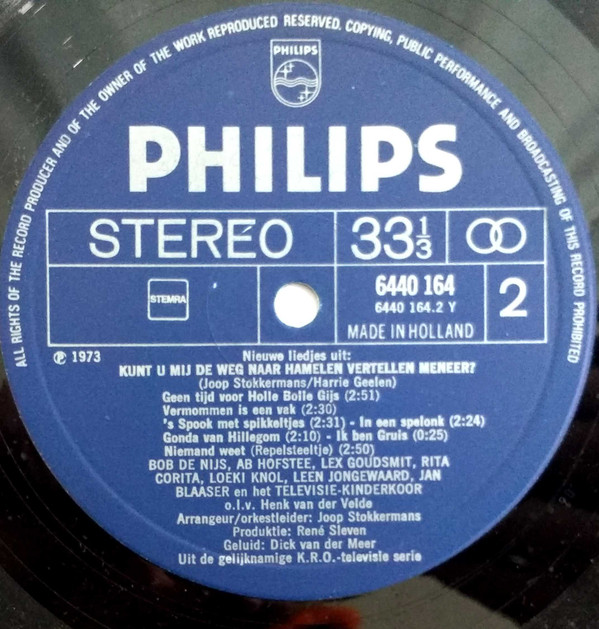 ALL RIGHTS OF THE RECORD PRODUCER AND OF THE OWNER OF THE WORK REPRODUCED RESERVED. COPYING, PUBLIC PERFORMANCE AND BROADCASTING OF THIS RECORD PROHIBITED
PHILIPS
PHILIPS
STEREO 33 1/3
STEMRA 6440 164 2
6440 164.2 Y
MADE IN HOLLAND
Ⓟ 1973
Nieuwe liedjes uit:
KUNT U MIJ DE WEG NAAR HAMELEN VERTELLEN MENEER?
(Joop Stokkermans/Harrie Geelen)
Geen tijd voor Holle Bolle Gijs (2:51)
Vermommen is een vak (2:30)
's Spook met spikkeltjes (2:31) - In een spelonk (2:24)
Gonda van Hillegom (2:10) - Ik ben Gruis (0:25)
Niemand weet (Repelsteeltje) (2:50)
BOB DE NIJS, AB HOFSTEE, LEX GOUDSMIT, RITA
CORITA, LOEKI KNOL, LEEN JONGEWAARD, JAN
BLAASER en het TELEVISIE-KINDERKOOR
o.l.v. Henk van der Velde
Arrangeur/orkestleider: Joop Stokkermans
Produktie: René Sleven
Geluid: Dick van der Meer
Uit de gelijknamige K.R.O.-televisie serie